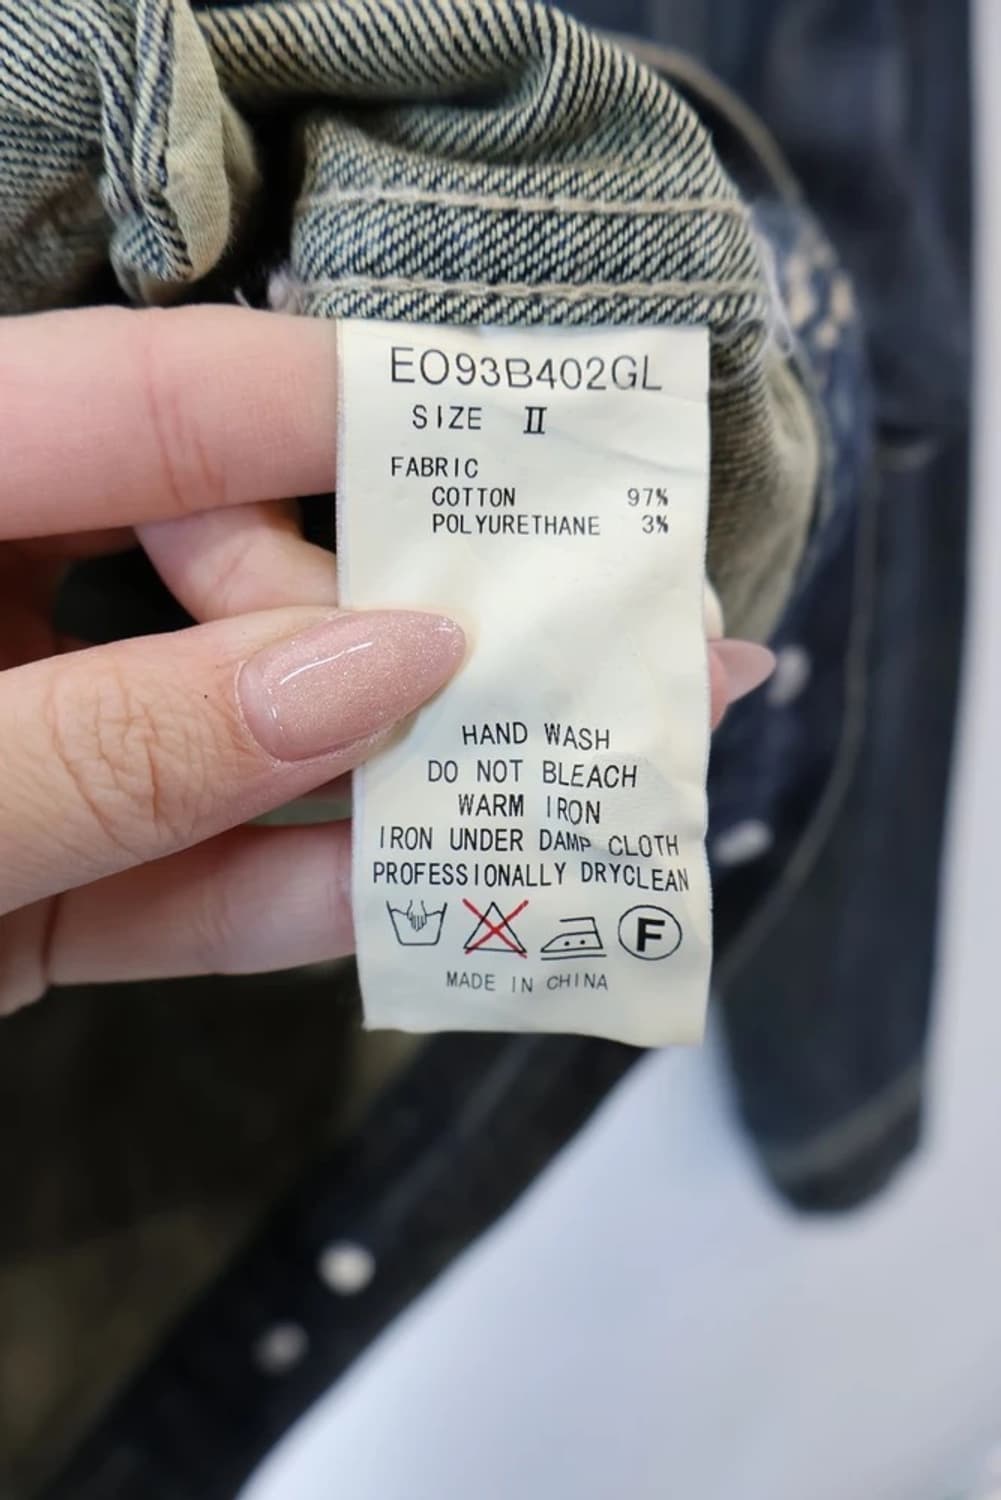 EO93B402GL
SIZE II
FABRIC
COTTON 97%
POLYURETHANE 3%
HAND WASH
DO NOT BLEACH
WARM IRON
IRON UNDER DAMP CLOTH
PROFESSIONALLY DRYCLEAN
F
MADE IN CHINA